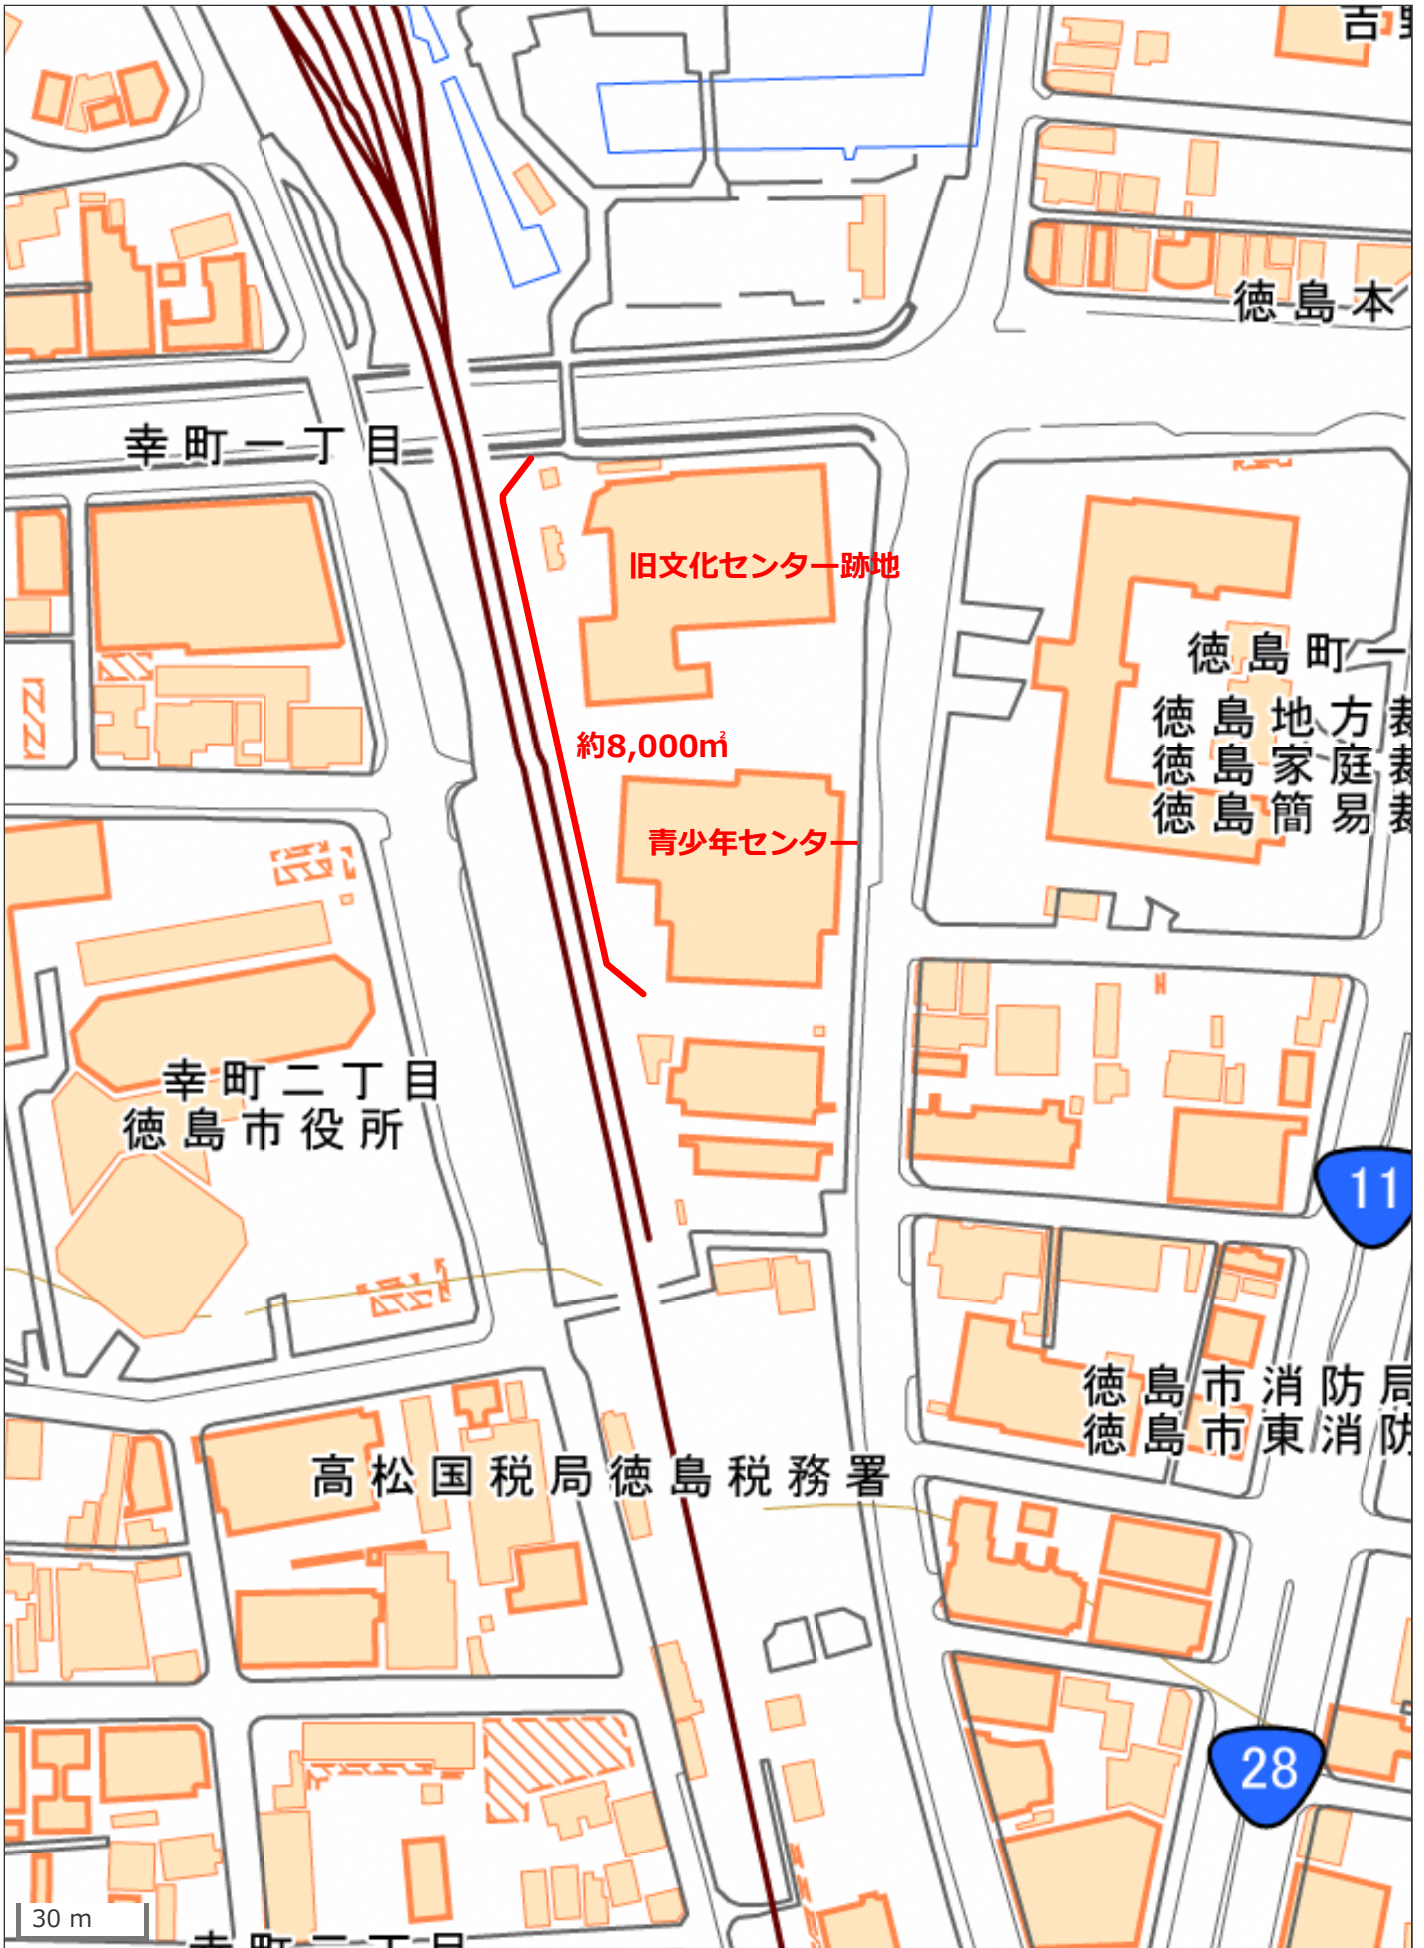 徳島本
幸町一丁目
旧文化センター跡地
徳島町一
徳島地方裁
徳島家庭裁
徳島簡易裁
約8,000㎡
青少年センター
幸町二丁目
徳島市役所
11
徳島市消防局
徳島市東消防
高松国税局徳島税務署
28
30 m